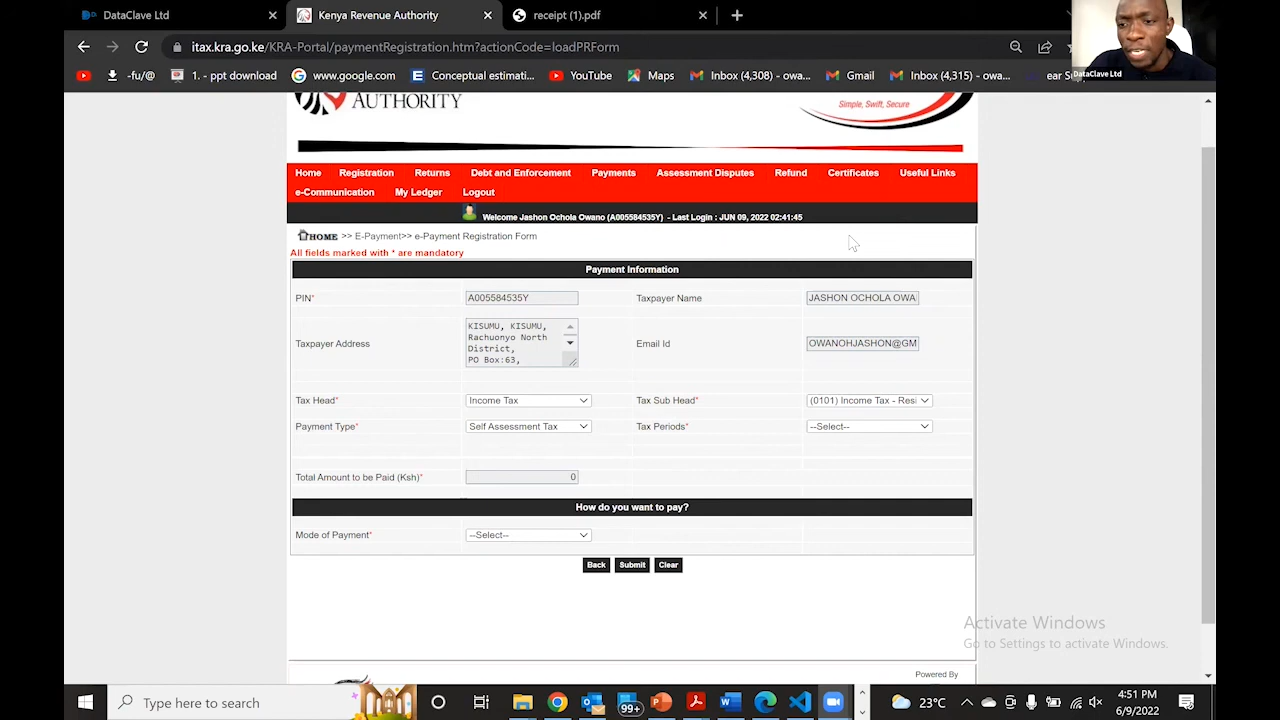 DataClave Ltd
Kenya Revenue Authority
receipt (1).pdf
itax.kra.go.ke/KRA-Portal/paymentRegistration.htm?actionCode=loadPRForm
-fu/@
1. - ppt download
www.google.com
Conceptual estimati...
YouTube
Maps
Inbox (4,308) - owa...
Gmail
Inbox (4,315) - owa...
ear
DataClave Ltd
AUTHORITY
Simple, Swift, Secure
Home Registration Returns Debt and Enforcement Payments Assessment Disputes Refund Certificates Useful Links
e-Communication My Ledger Logout
Welcome Jashon Ochola Owano (A005584535Y) - Last Login : JUN 09, 2022 02:41:45
HOME >> E-Payment>> e-Payment Registration Form
All fields marked with * are mandatory
Payment Information
PIN* A005584535Y Taxpayer Name JASHON OCHOLA OWA
Taxpayer Address
KISUMU, KISUMU,
Rachuonyo North
District,
PO Box:63,
Email Id OWANOHJASHON@GM
Tax Head* Income Tax Tax Sub Head* (0101) Income Tax - Resi
Payment Type* Self Assessment Tax Tax Periods* --Select--
Total Amount to be Paid (Ksh)* 0
How do you want to pay?
Mode of Payment* --Select--
Back Submit Clear
Activate Windows
Go to Settings to activate Windows.
Powered By
Type here to search
99+
23°C
4:51 PM
6/9/2022